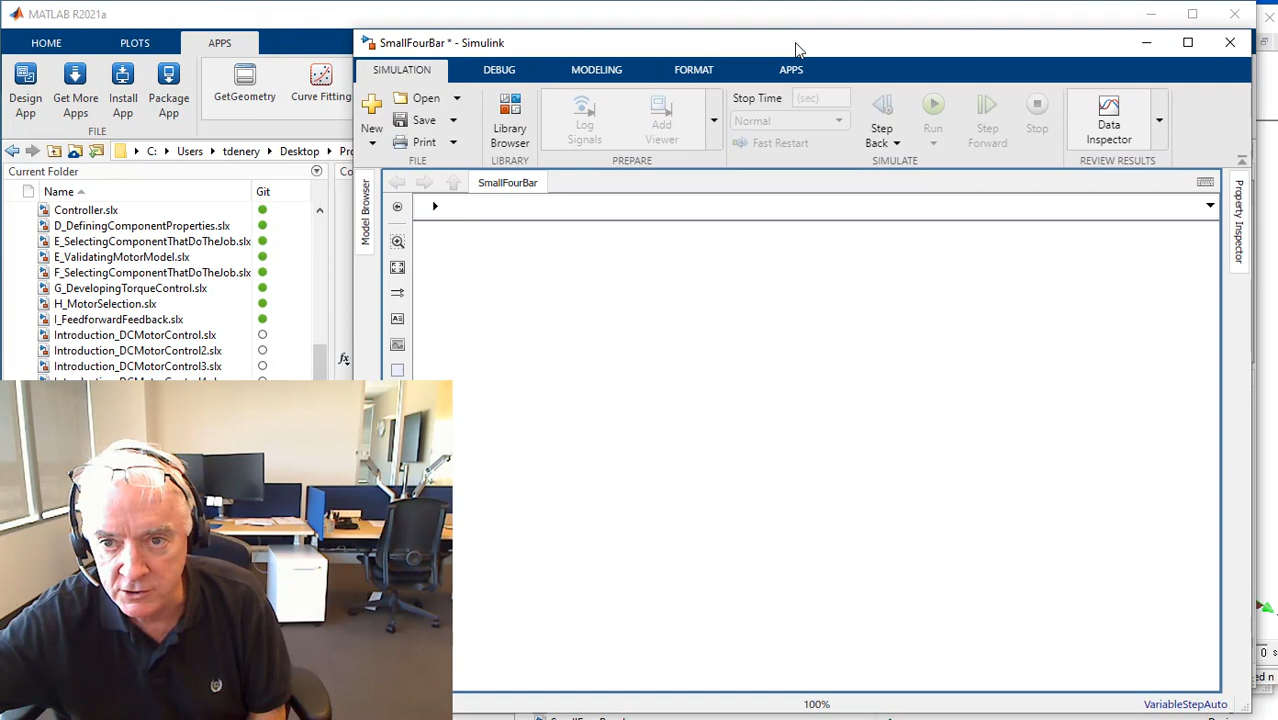 MATLAB R2021a
HOME PLOTS APPS
Design App
Get More Apps
Install App
Package App
GetGeometry
Curve Fitting
FILE
C: Users tdenery Desktop
Current Folder
Name Git
Controller.slx
D_DefiningComponentProperties.slx
E_SelectingComponentThatDoTheJob.slx
E_ValidatingMotorModel.slx
F_SelectingComponentThatDoTheJob.slx
G_DevelopingTorqueControl.slx
H_MotorSelection.slx
I_FeedforwardFeedback.slx
Introduction_DCMotorControl.slx
Introduction_DCMotorControl2.slx
Introduction_DCMotorControl3.slx
fx
SmallFourBar * - Simulink
SIMULATION DEBUG MODELING FORMAT APPS
New
Open
Save
Print
FILE
Library Browser
LIBRARY
Log Signals
Add Viewer
PREPARE
Stop Time (sec)
Normal
Fast Restart
Step Back
Run
Step Forward
Stop
SIMULATE
Data Inspector
REVIEW RESULTS
Model Browser
SmallFourBar
Property Inspector
100%
VariableStepAuto